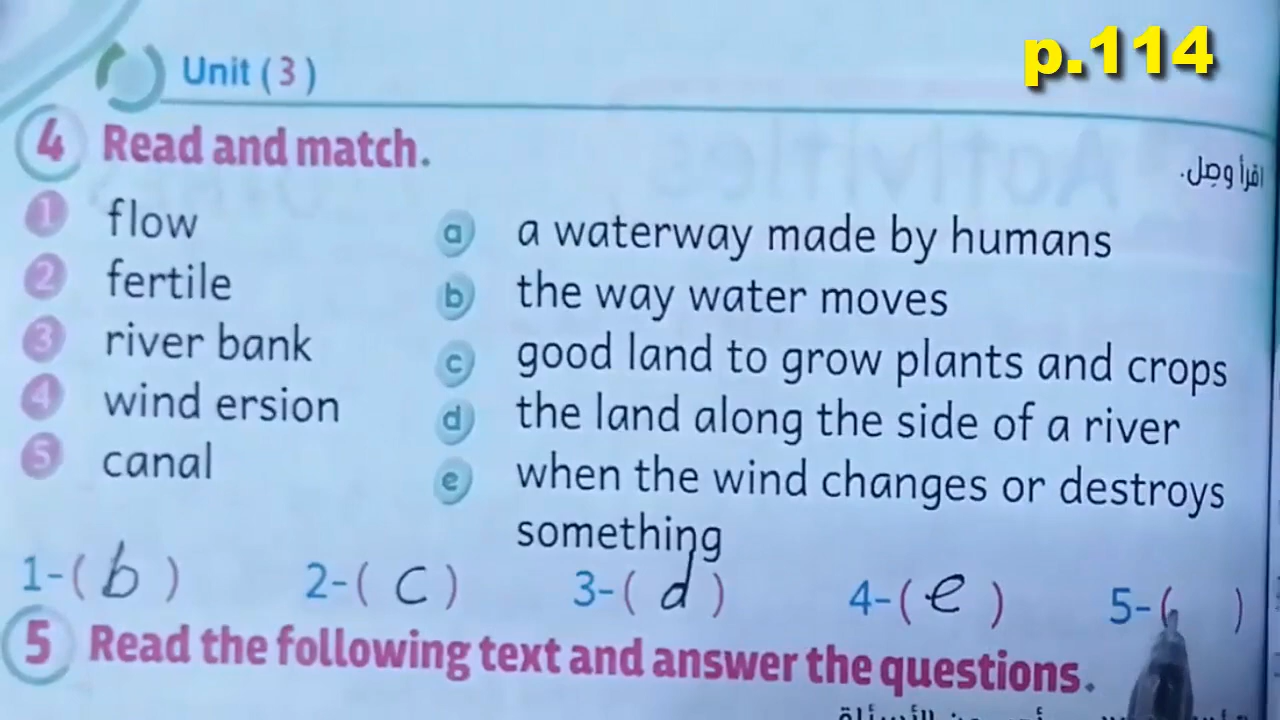 p.114
Unit (3)
4 Read and match.
اقرأ وصِل.
1 flow
2 fertile
3 river bank
4 wind ersion
5 canal
a a waterway made by humans
b the way water moves
c good land to grow plants and crops
d the land along the side of a river
e when the wind changes or destroys
something
1-( b ) 2-( c ) 3-( d ) 4-( e ) 5-( )
5 Read the following text and answer the questions.